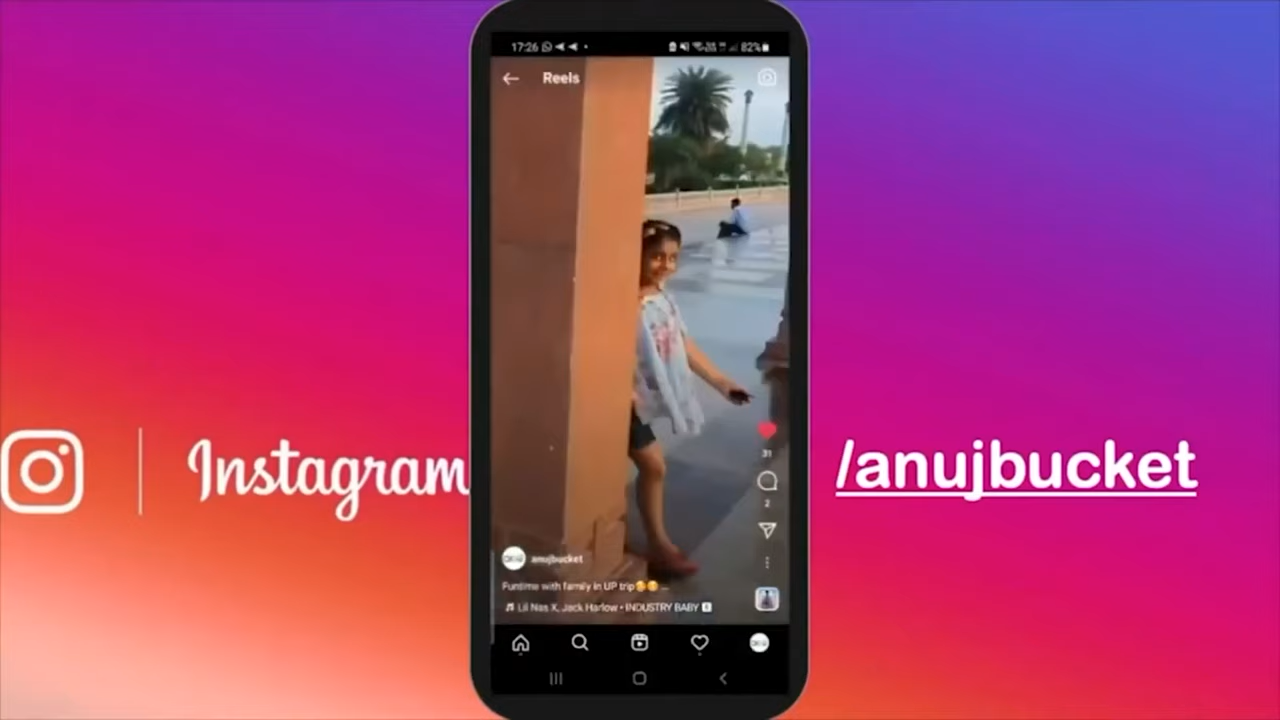 17:26
82%
Reels
31
2
Instagram
/anujbucket
anujbucket
Funtime with family in UP trip😊😊 ...
Lil Nas X, Jack Harlow • INDUSTRY BABY E